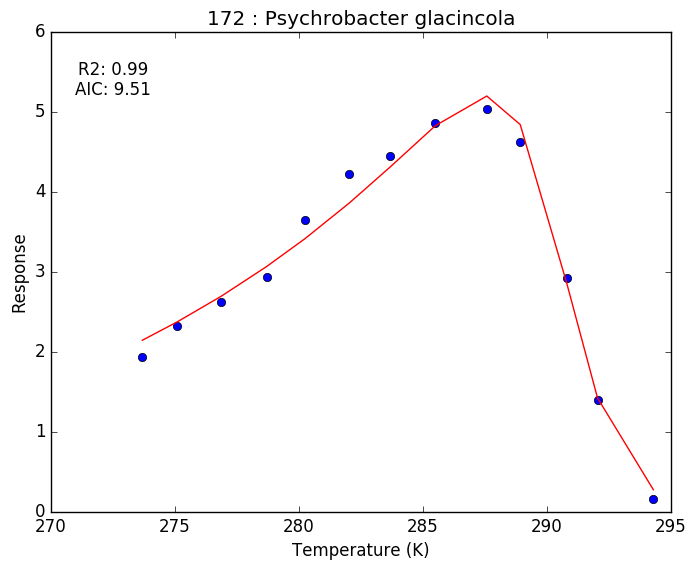 172 : Psychrobacter glacincola
R2: 0.99
AIC: 9.51
6
5
4
3
2
1
0
Response
270 275 280 285 290 295
Temperature (K)